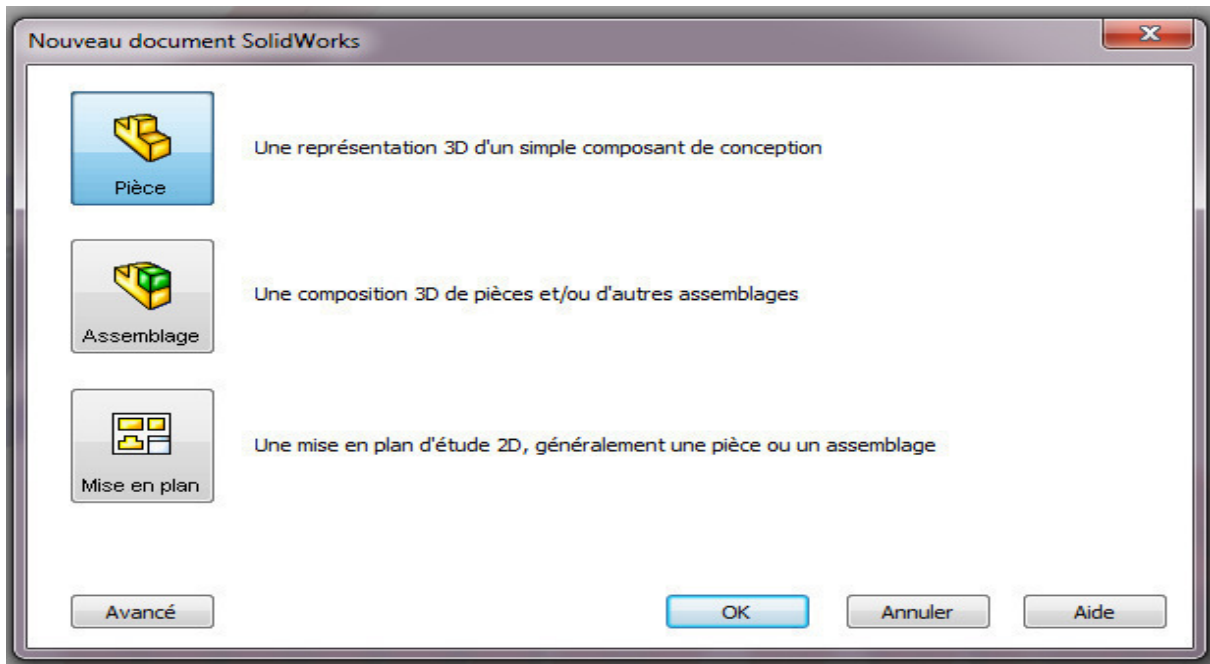 Nouveau document SolidWorks
Pièce
Une représentation 3D d'un simple composant de conception
Assemblage
Une composition 3D de pièces et/ou d'autres assemblages
Mise en plan
Une mise en plan d'étude 2D, généralement une pièce ou un assemblage
Avancé
OK
Annuler
Aide